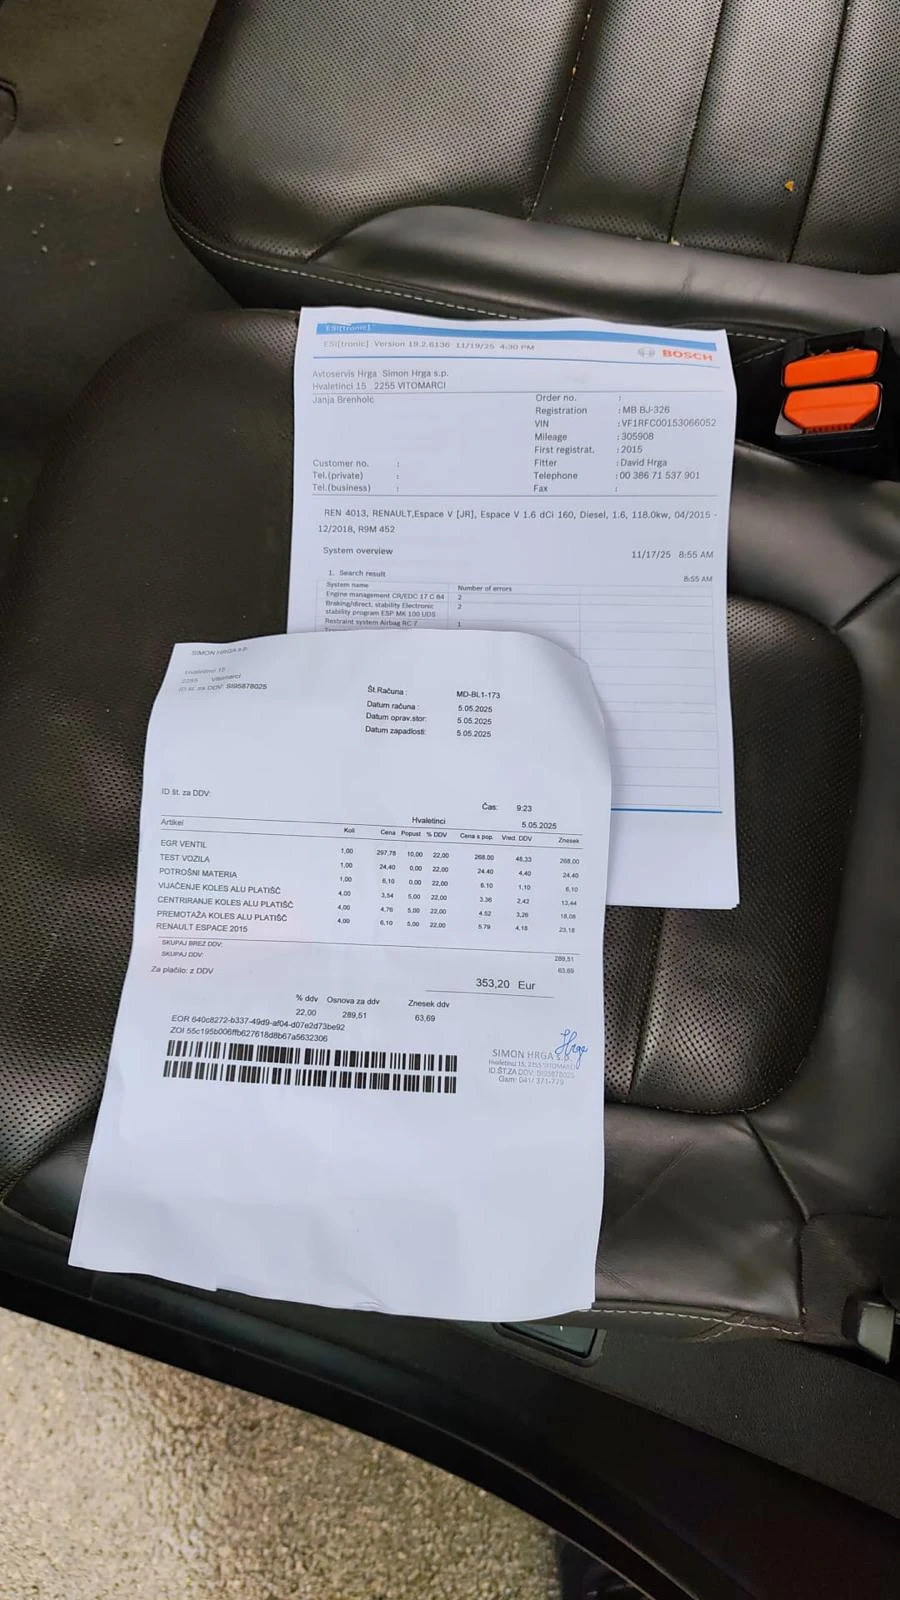 ESI[tronic]
ESI[tronic] Version 19.2.6136 11/19/25 4:30 PM
BOSCH
Avtoservis Hrga Simon Hrga s.p.
Hvaletinci 15 2255 VITOMARCI
Janja Brenholc
Order no. :
Registration : MB BJ-326
VIN : VF1RFC00153066052
Mileage : 305908
First registrat. : 2015
Customer no. : Fitter : David Hrga
Tel.(private) : Telephone : 00 386 71 537 901
Tel.(business) : Fax :
REN 4013, RENAULT,Espace V [JR], Espace V 1.6 dCi 160, Diesel, 1.6, 118.0kw, 04/2015 -
12/2018, R9M 452
System overview 11/17/25 8:55 AM
1. Search result 8:55 AM
System name Number of errors
Engine management CR/EDC 17 C 84 2
Braking/direct. stability Electronic 2
stability program ESP MK 100 UDS
Restraint system Airbag RC 7 1
SIMON HRGA s.p.
Hvaletinci 15
2255 Vitomarci
ID št. za DDV: SI95878025
Št.Računa : MD-BL1-173
Datum računa : 5.05.2025
Datum oprav.stor: 5.05.2025
Datum zapadlosti: 5.05.2025
ID št. za DDV:
Čas: 9:23
Hvaletinci 5.05.2025
Artikel Koli Cena Popust % DDV Cena s pop. Vred. DDV Znesek
EGR VENTIL 1,00 297,78 10,00 22,00 268.00 48,33 268,00
TEST VOZILA 1,00 24,40 0,00 22,00 24.40 4,40 24,40
POTROŠNI MATERIA 1,00 6,10 0,00 22,00 6.10 1,10 6,10
VIJAČENJE KOLES ALU PLATIŠČ 4,00 3,54 5,00 22,00 3.36 2,42 13,44
CENTRIRANJE KOLES ALU PLATIŠČ 4,00 4,76 5,00 22,00 4.52 3,26 18,08
PREMOTAŽA KOLES ALU PLATIŠČ 4,00 6,10 5,00 22,00 5.79 4,18 23,18
RENAULT ESPACE 2015
SKUPAJ BREZ DDV: 289,51
SKUPAJ DDV: 63,69
Za plačilo: z DDV 353,20 Eur
% ddv Osnova za ddv Znesek ddv
22,00 289,51 63,69
EOR 640c8272-b337-49d9-af04-d07e2d73be92
ZOI 55c195b006ffb627618d8b67a5632306
Hrga
SIMON HRGA s.p.
Hvaletinci 15, 2255 VITOMARCI
ID.ŠT.ZA DDV: SI95878025
Gsm: 041/ 371-779